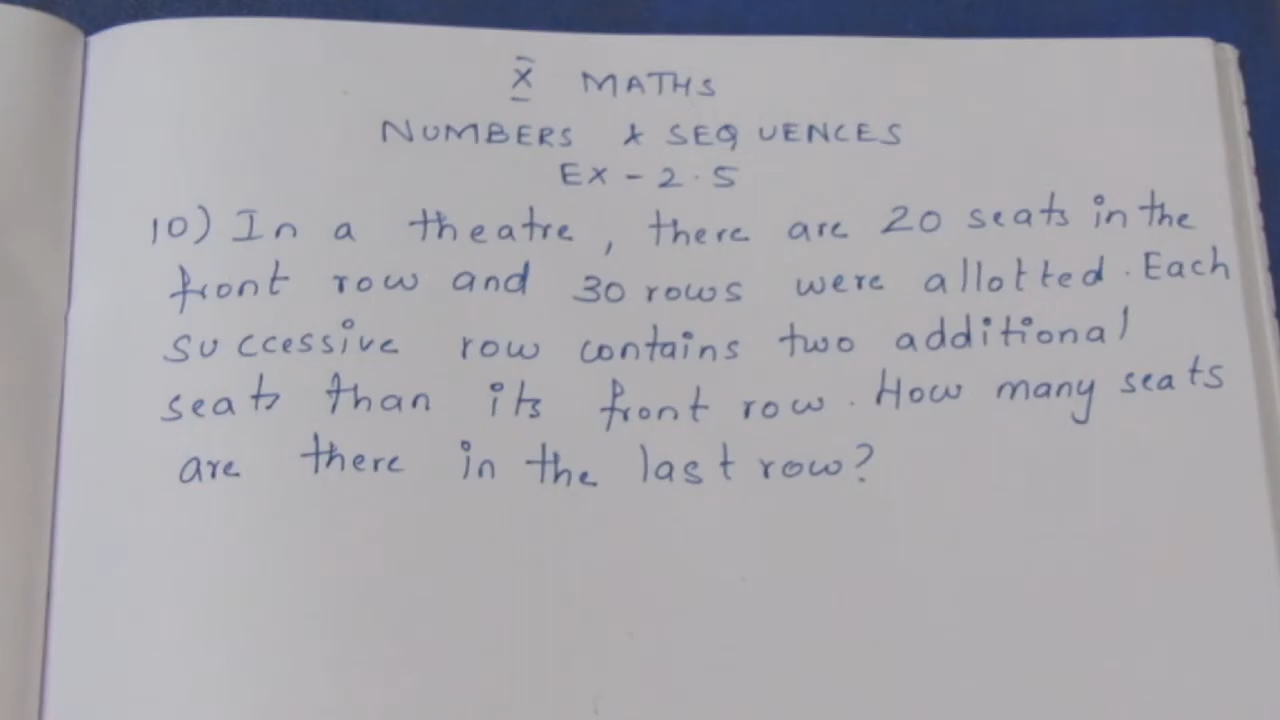 X MATHS
NUMBERS & SEQUENCES
EX - 2.5
10) In a theatre, there are 20 seats in the
front row and 30 rows were allotted. Each
successive row contains two additional
seats than its front row. How many seats
are there in the last row?